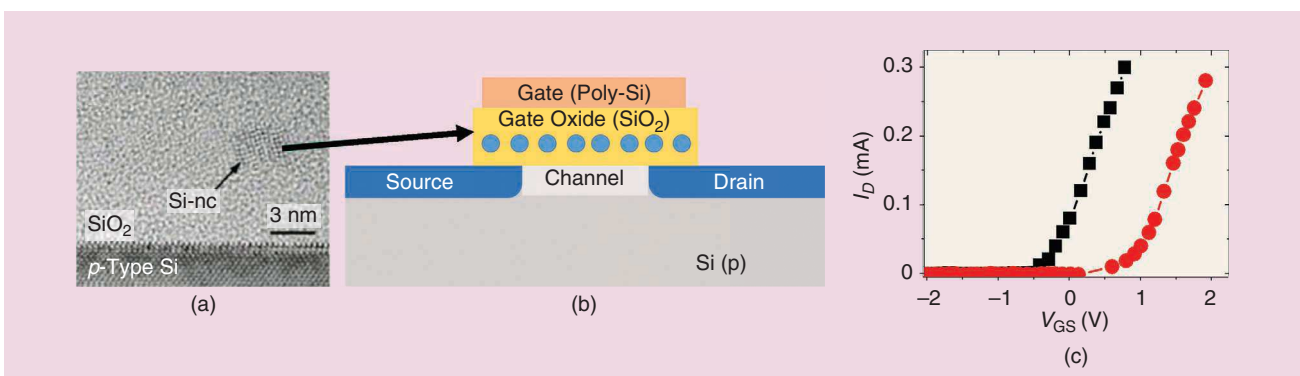 Si-nc
3 nm
SiO2
p-Type Si
(a)
Gate (Poly-Si)
Gate Oxide (SiO2)
Source
Channel
Drain
Si (p)
(b)
0.3
0.2
0.1
0
ID (mA)
–2
–1
0
1
2
VGS (V)
(c)